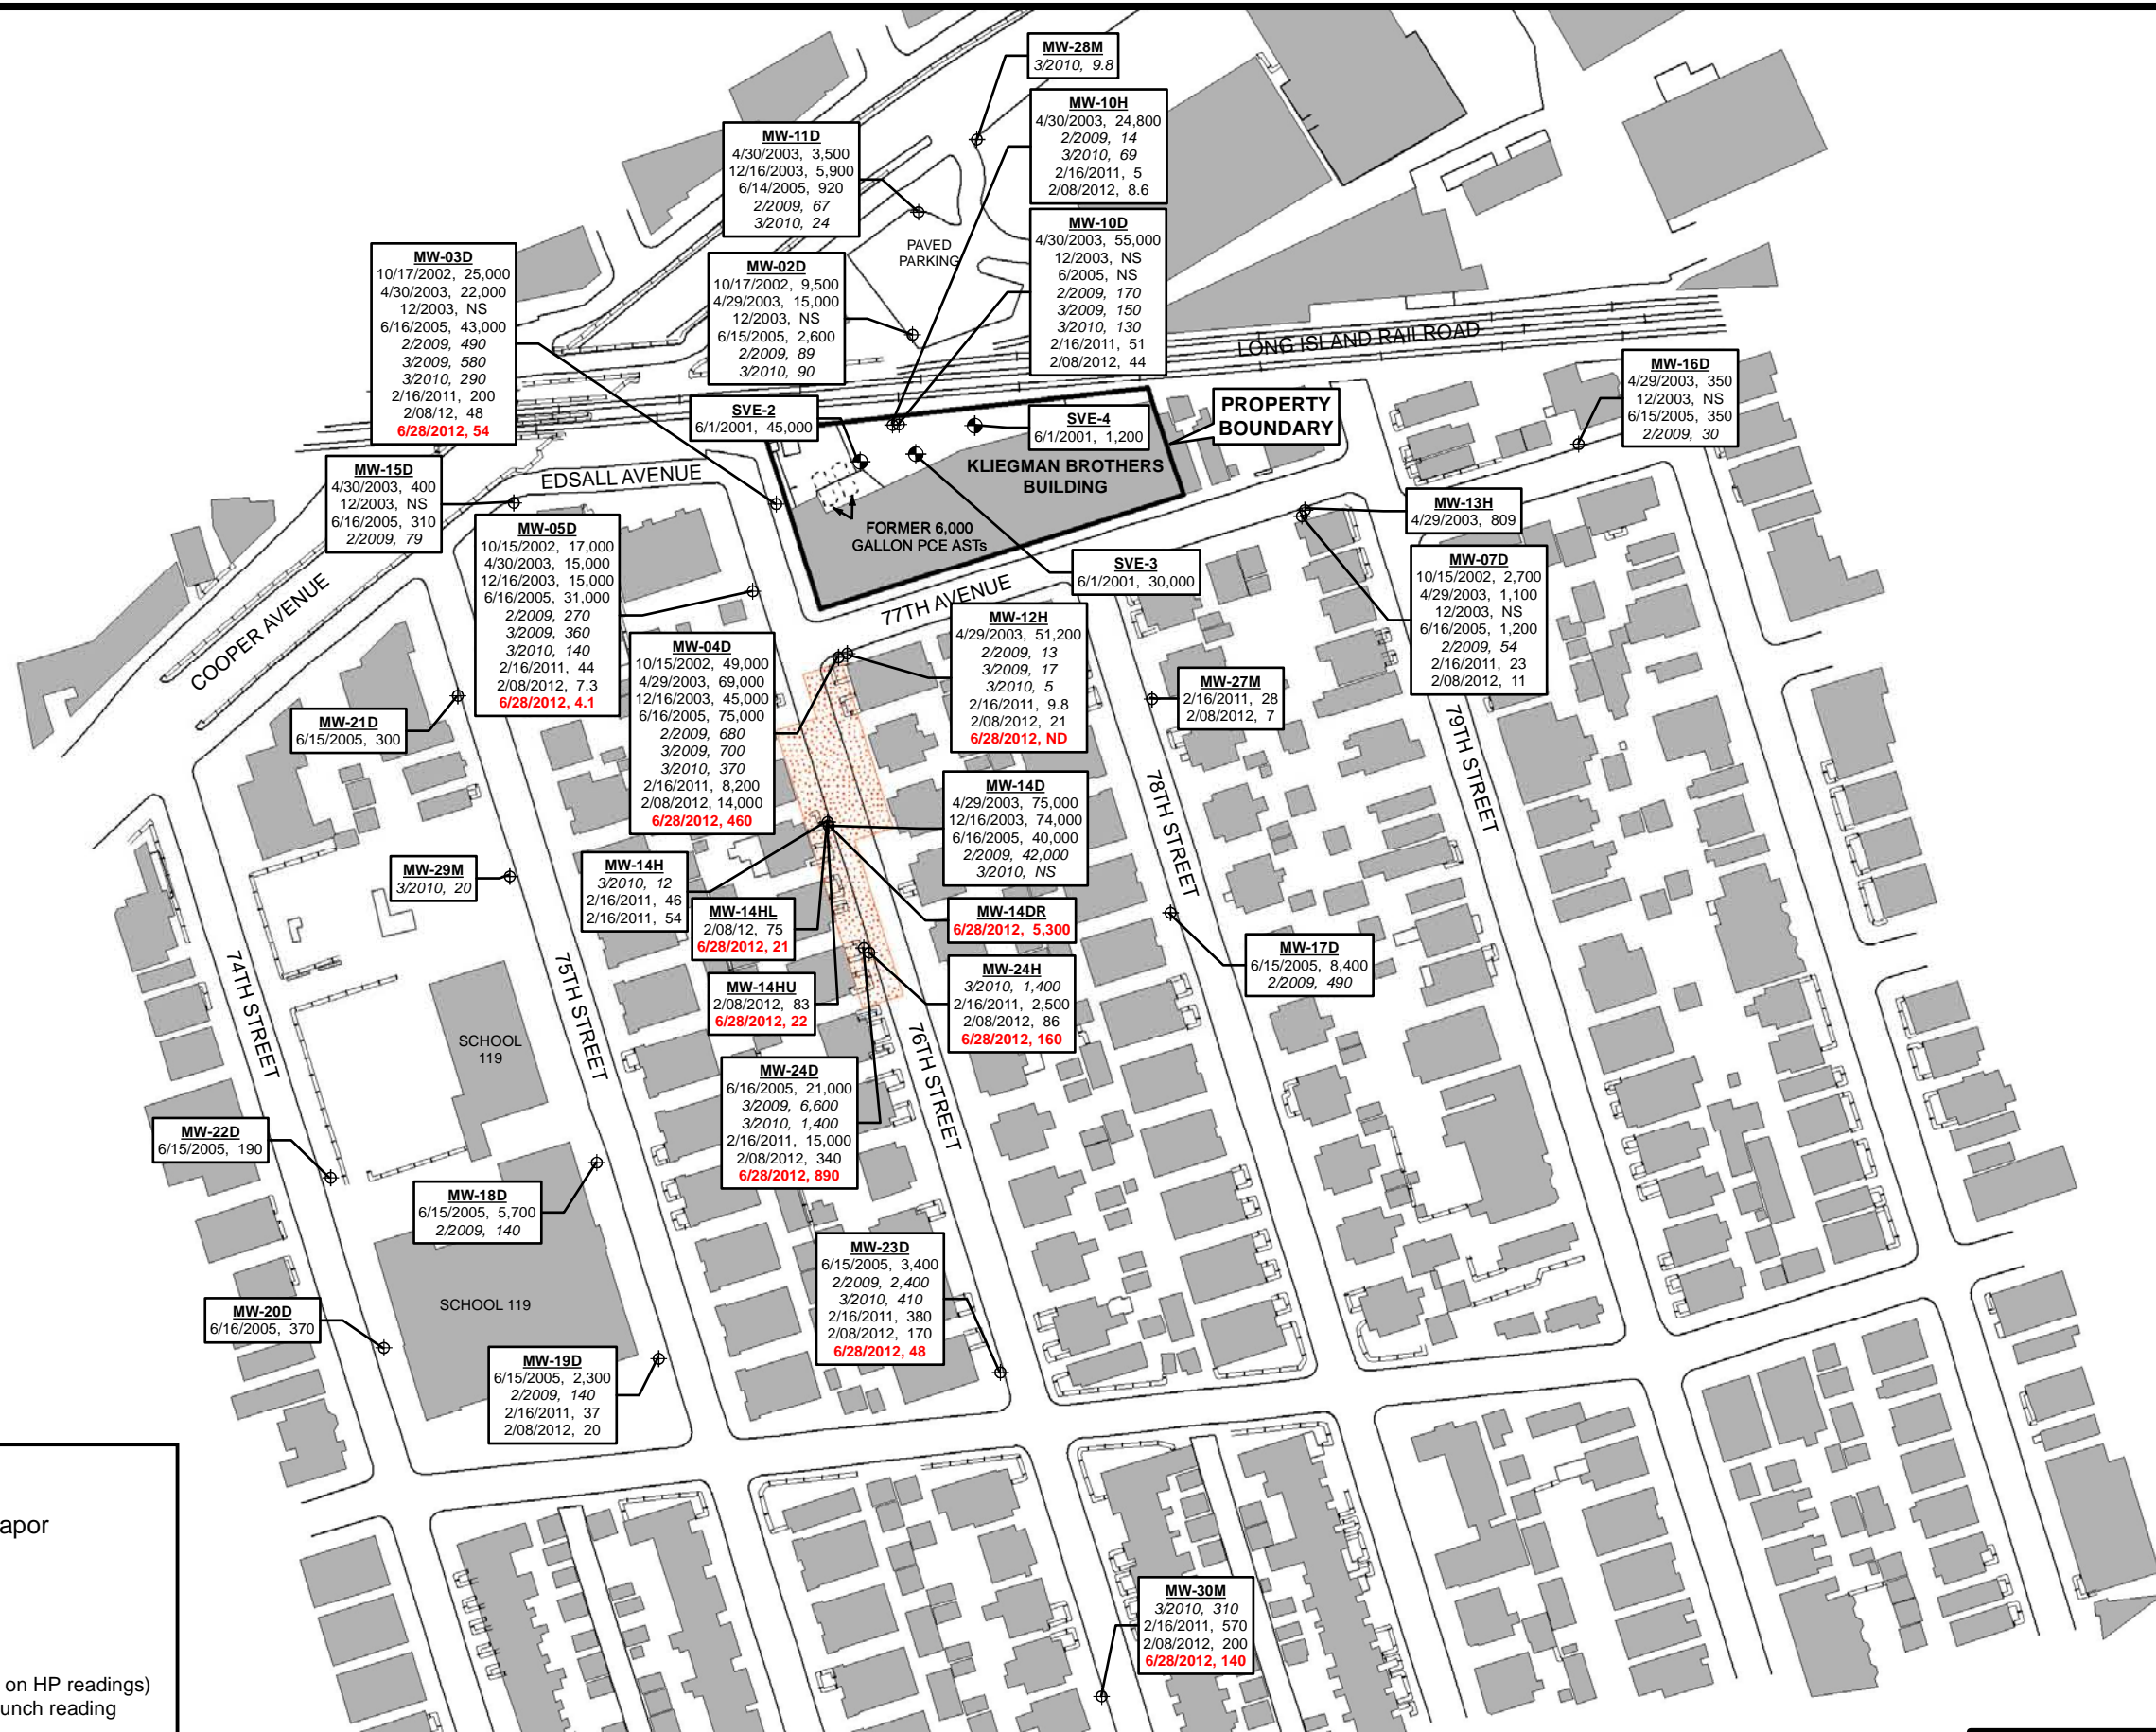 MW-28M
3/2010, 9.8
MW-10H
4/30/2003, 24,800
2/2009, 14
3/2010, 69
2/16/2011, 5
2/08/2012, 8.6
MW-11D
4/30/2003, 3,500
12/16/2003, 5,900
6/14/2005, 920
2/2009, 67
3/2010, 24
MW-10D
4/30/2003, 55,000
12/2003, NS
6/2005, NS
2/2009, 170
3/2009, 150
3/2010, 130
2/16/2011, 51
2/08/2012, 44
PAVED
PARKING
MW-03D
10/17/2002, 25,000
4/30/2003, 22,000
12/2003, NS
6/16/2005, 43,000
2/2009, 490
3/2009, 580
3/2010, 290
2/16/2011, 200
2/08/12, 48
6/28/2012, 54
MW-02D
10/17/2002, 9,500
4/29/2003, 15,000
12/2003, NS
6/15/2005, 2,600
2/2009, 89
3/2010, 90
LONG ISLAND RAILROAD
MW-16D
4/29/2003, 350
12/2003, NS
6/15/2005, 350
2/2009, 30
SVE-2
6/1/2001, 45,000
SVE-4
6/1/2001, 1,200
PROPERTY
BOUNDARY
KLIEGMAN BROTHERS
BUILDING
EDSALL AVENUE
MW-15D
4/30/2003, 400
12/2003, NS
6/16/2005, 310
2/2009, 79
FORMER 6,000
GALLON PCE ASTs
MW-13H
4/29/2003, 809
MW-05D
10/15/2002, 17,000
4/30/2003, 15,000
12/16/2003, 15,000
6/16/2005, 31,000
2/2009, 270
3/2009, 360
3/2010, 140
2/16/2011, 44
2/08/2012, 7.3
6/28/2012, 4.1
SVE-3
6/1/2001, 30,000
MW-07D
10/15/2002, 2,700
4/29/2003, 1,100
12/2003, NS
6/16/2005, 1,200
2/2009, 54
2/16/2011, 23
2/08/2012, 11
COOPER AVENUE
77TH AVENUE
MW-12H
4/29/2003, 51,200
2/2009, 13
3/2009, 17
3/2010, 5
2/16/2011, 9.8
2/08/2012, 21
6/28/2012, ND
MW-04D
10/15/2002, 49,000
4/29/2003, 69,000
12/16/2003, 45,000
6/16/2005, 75,000
2/2009, 680
3/2009, 700
3/2010, 370
2/16/2011, 8,200
2/08/2012, 14,000
6/28/2012, 460
MW-27M
2/16/2011, 28
2/08/2012, 7
MW-21D
6/15/2005, 300
79TH STREET
78TH STREET
MW-14D
4/29/2003, 75,000
12/16/2003, 74,000
6/16/2005, 40,000
2/2009, 42,000
3/2010, NS
MW-29M
3/2010, 20
MW-14H
3/2010, 12
2/16/2011, 46
2/16/2011, 54
MW-14HL
2/08/12, 75
6/28/2012, 21
MW-14DR
6/28/2012, 5,300
MW-17D
6/15/2005, 8,400
2/2009, 490
MW-14HU
2/08/2012, 83
6/28/2012, 22
MW-24H
3/2010, 1,400
2/16/2011, 2,500
2/08/2012, 86
6/28/2012, 160
74TH STREET
75TH STREET
76TH STREET
SCHOOL
119
MW-24D
6/16/2005, 21,000
3/2009, 6,600
3/2010, 1,400
2/16/2011, 15,000
2/08/2012, 340
6/28/2012, 890
MW-22D
6/15/2005, 190
MW-18D
6/15/2005, 5,700
2/2009, 140
MW-23D
6/15/2005, 3,400
2/2009, 2,400
3/2010, 410
2/16/2011, 380
2/08/2012, 170
6/28/2012, 48
SCHOOL 119
MW-20D
6/16/2005, 370
MW-19D
6/15/2005, 2,300
2/2009, 140
2/16/2011, 37
2/08/2012, 20
MW-30M
3/2010, 310
2/16/2011, 570
2/08/2012, 200
6/28/2012, 140
apor
on HP readings)
unch reading